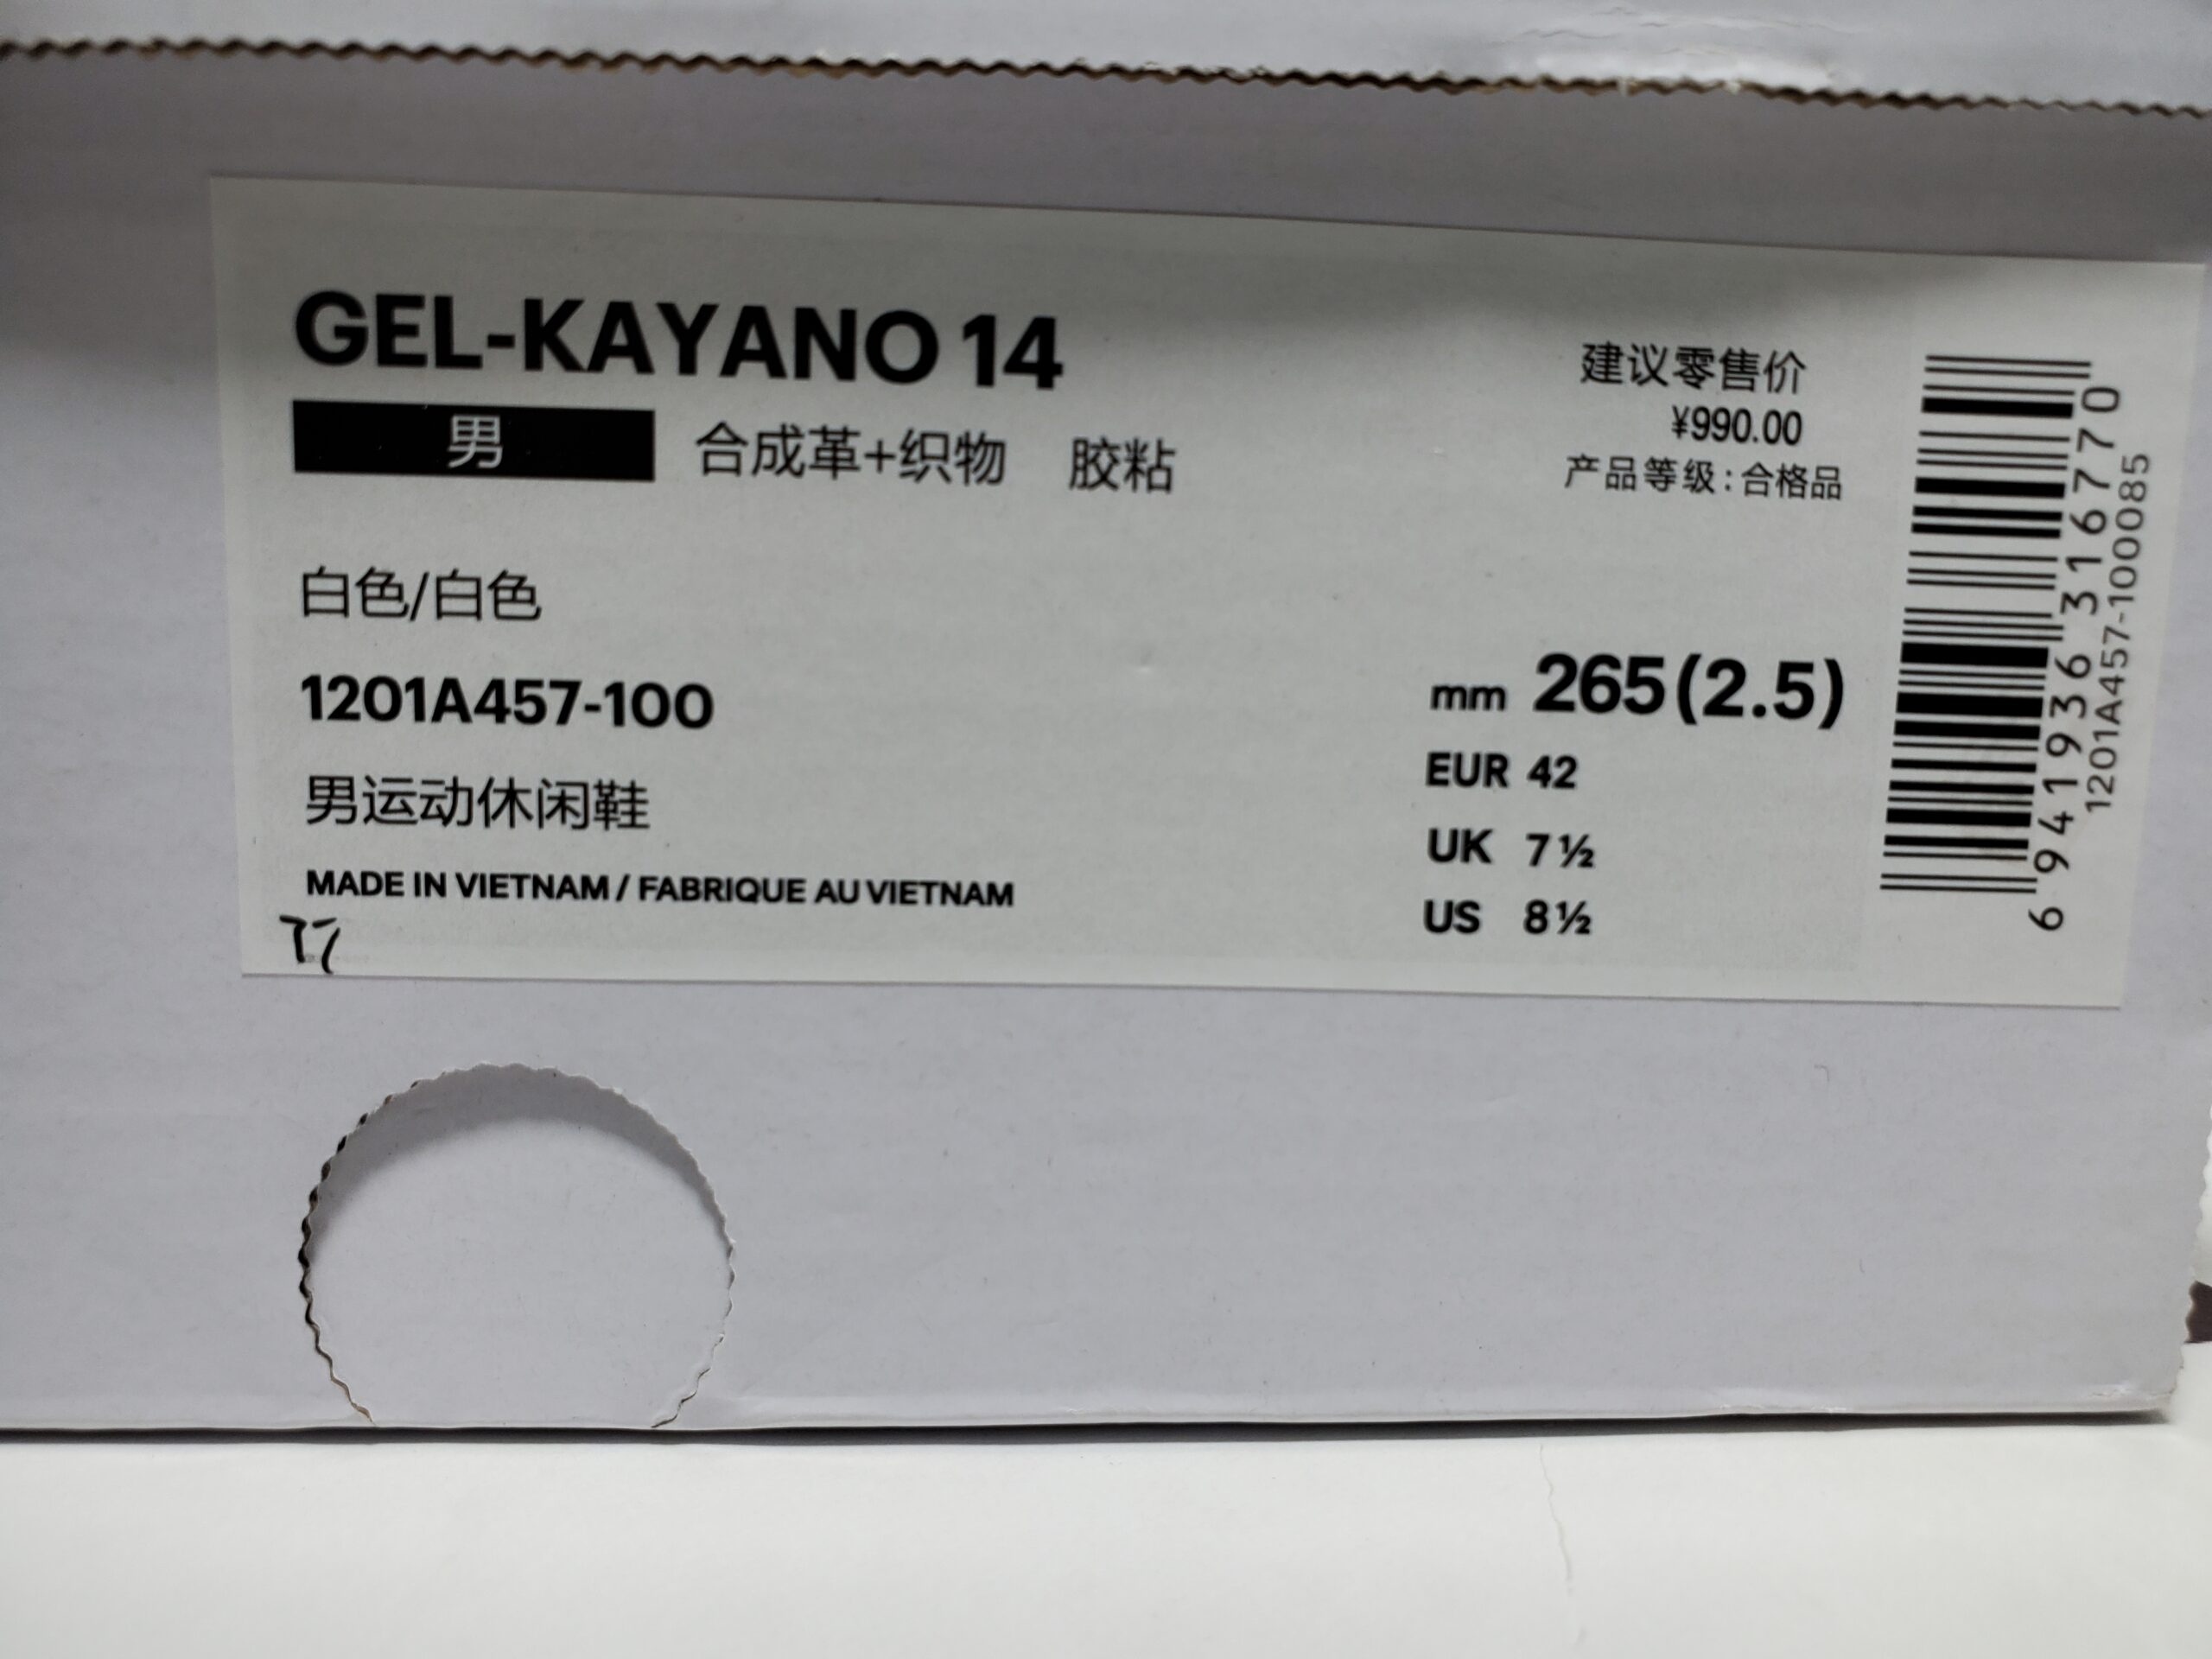 GEL-KAYANO 14
男 合成革+织物 胶粘
建议零售价
¥990.00
产品等级:合格品
白色/白色
1201A457-100
男运动休闲鞋
MADE IN VIETNAM / FABRIQUE AU VIETNAM
mm 265(2.5)
EUR 42
UK 7½
US 8½
6941936316770
1201A457-100085